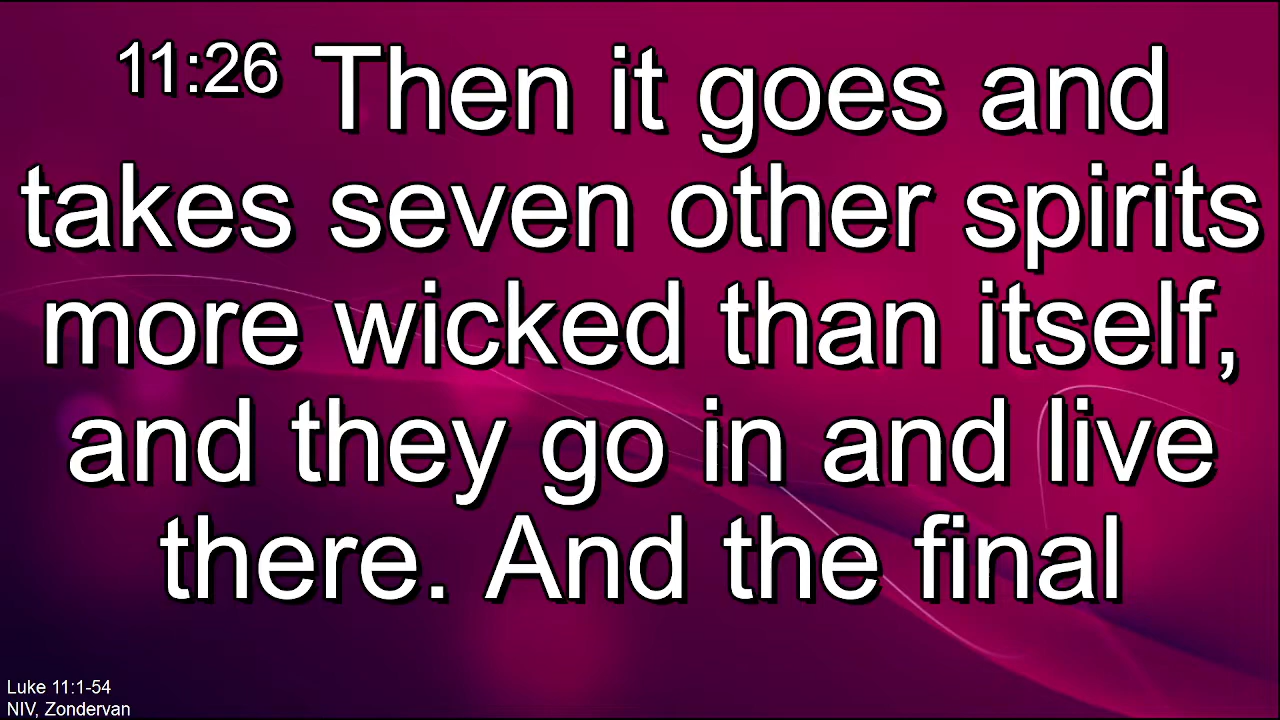 11:26 Then it goes and
takes seven other spirits
more wicked than itself,
and they go in and live
there. And the final
Luke 11:1-54
NIV, Zondervan